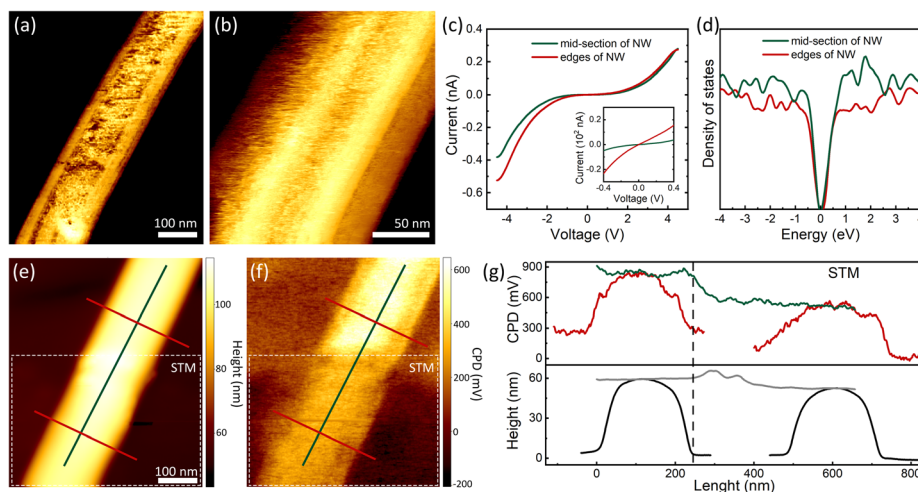 (a)
100 nm
(b)
50 nm
(c)
mid-section of NW
edges of NW
0.4
0.2
0.0
-0.2
-0.4
-0.6
Current (nA)
-4
-2
0
2
4
Voltage (V)
0.2
0.0
-0.2
Current (10² nA)
-0.4
0.0
0.4
Voltage (V)
(d)
mid-section of NW
edges of NW
Density of states
-4
-3
-2
-1
0
1
2
3
4
Energy (eV)
(e)
STM
100 nm
100
80
60
Height (nm)
(f)
STM
600
400
200
0
-200
CPD (mV)
(g)
STM
900
600
300
0
CPD (mV)
60
30
0
Height (nm)
0
200
400
600
800
Lenght (nm)